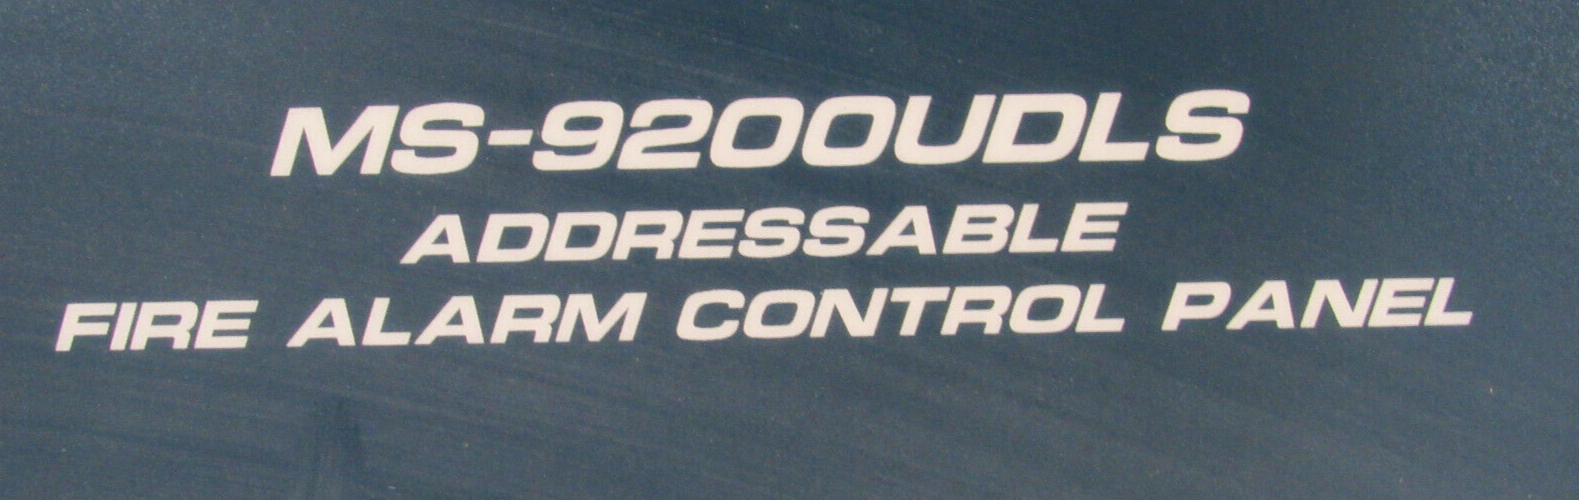 MS-9200UDLS
ADDRESSABLE
FIRE ALARM CONTROL PANEL